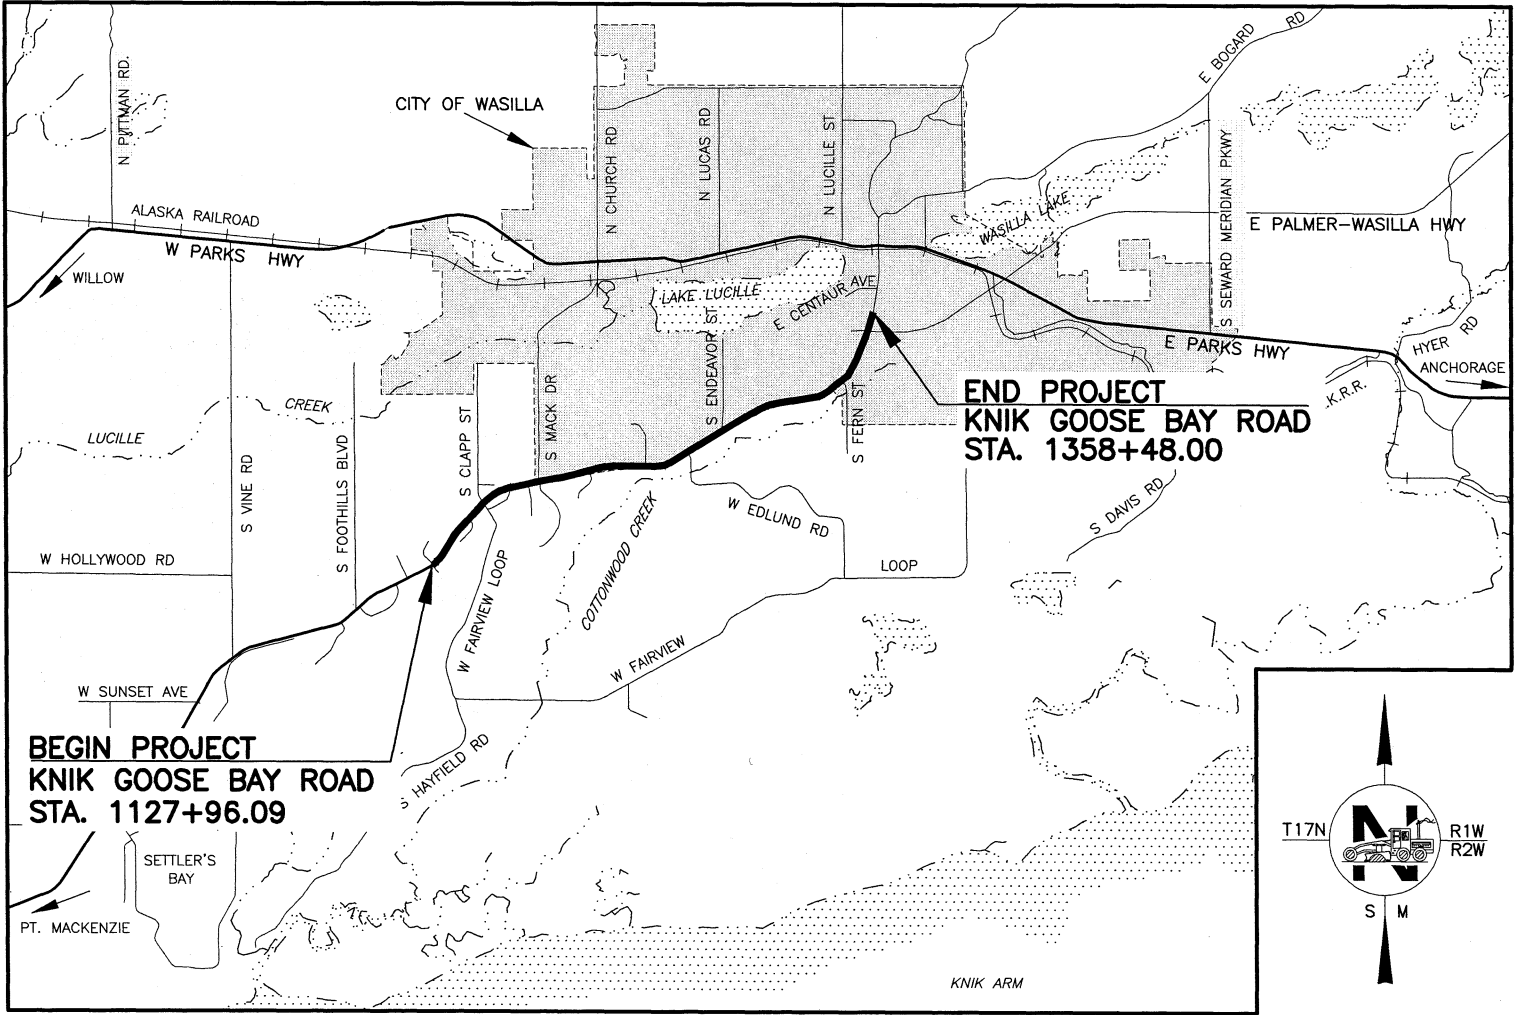 N PITTMAN RD.
CITY OF WASILLA
N CHURCH RD
N LUCAS RD
N LUCILLE ST
E BOGARD RD
S SEWARD MERIDIAN PKWY
ALASKA RAILROAD
W PARKS HWY
WILLOW
WASILLA LAKE
E PALMER-WASILLA HWY
LAKE LUCILLE
E CENTAUR AVE
E PARKS HWY
HYER RD
ANCHORAGE
.K.R.R.
CREEK
LUCILLE
S VINE RD
S FOOTHILLS BLVD
S CLAPP ST
S MACK DR
S ENDEAVOR ST
S FERN ST
END PROJECT
KNIK GOOSE BAY ROAD
STA. 1358+48.00
W HOLLYWOOD RD
W EDLUND RD
S DAVIS RD
LOOP
COTTONWOOD CREEK
W FAIRVIEW LOOP
W FAIRVIEW
W SUNSET AVE
BEGIN PROJECT
KNIK GOOSE BAY ROAD
STA. 1127+96.09
S HAYFIELD RD
SETTLER'S
BAY
PT. MACKENZIE
KNIK ARM
N
T17N
R1W
R2W
S M